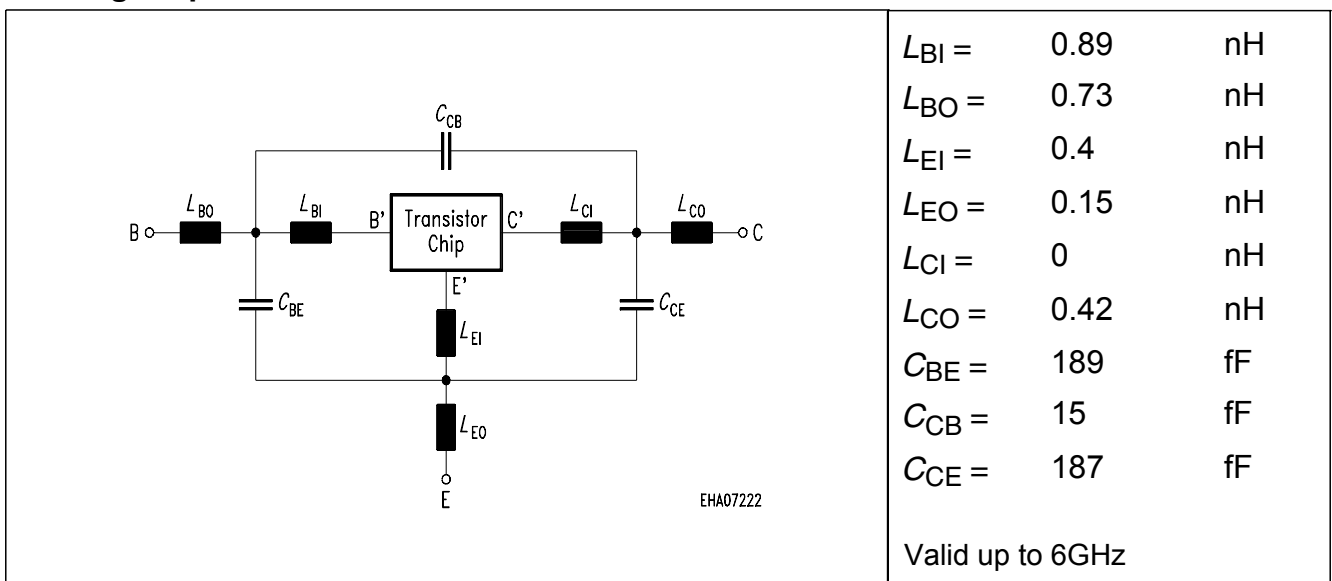 C_CB
L_BO
L_BI
B'
Transistor
Chip
C'
L_CI
L_CO
B
C
E'
C_BE
L_EI
C_CE
L_EO
E
EHA07222
L_BI = 0.89 nH
L_BO = 0.73 nH
L_EI = 0.4 nH
L_EO = 0.15 nH
L_CI = 0 nH
L_CO = 0.42 nH
C_BE = 189 fF
C_CB = 15 fF
C_CE = 187 fF
Valid up to 6GHz